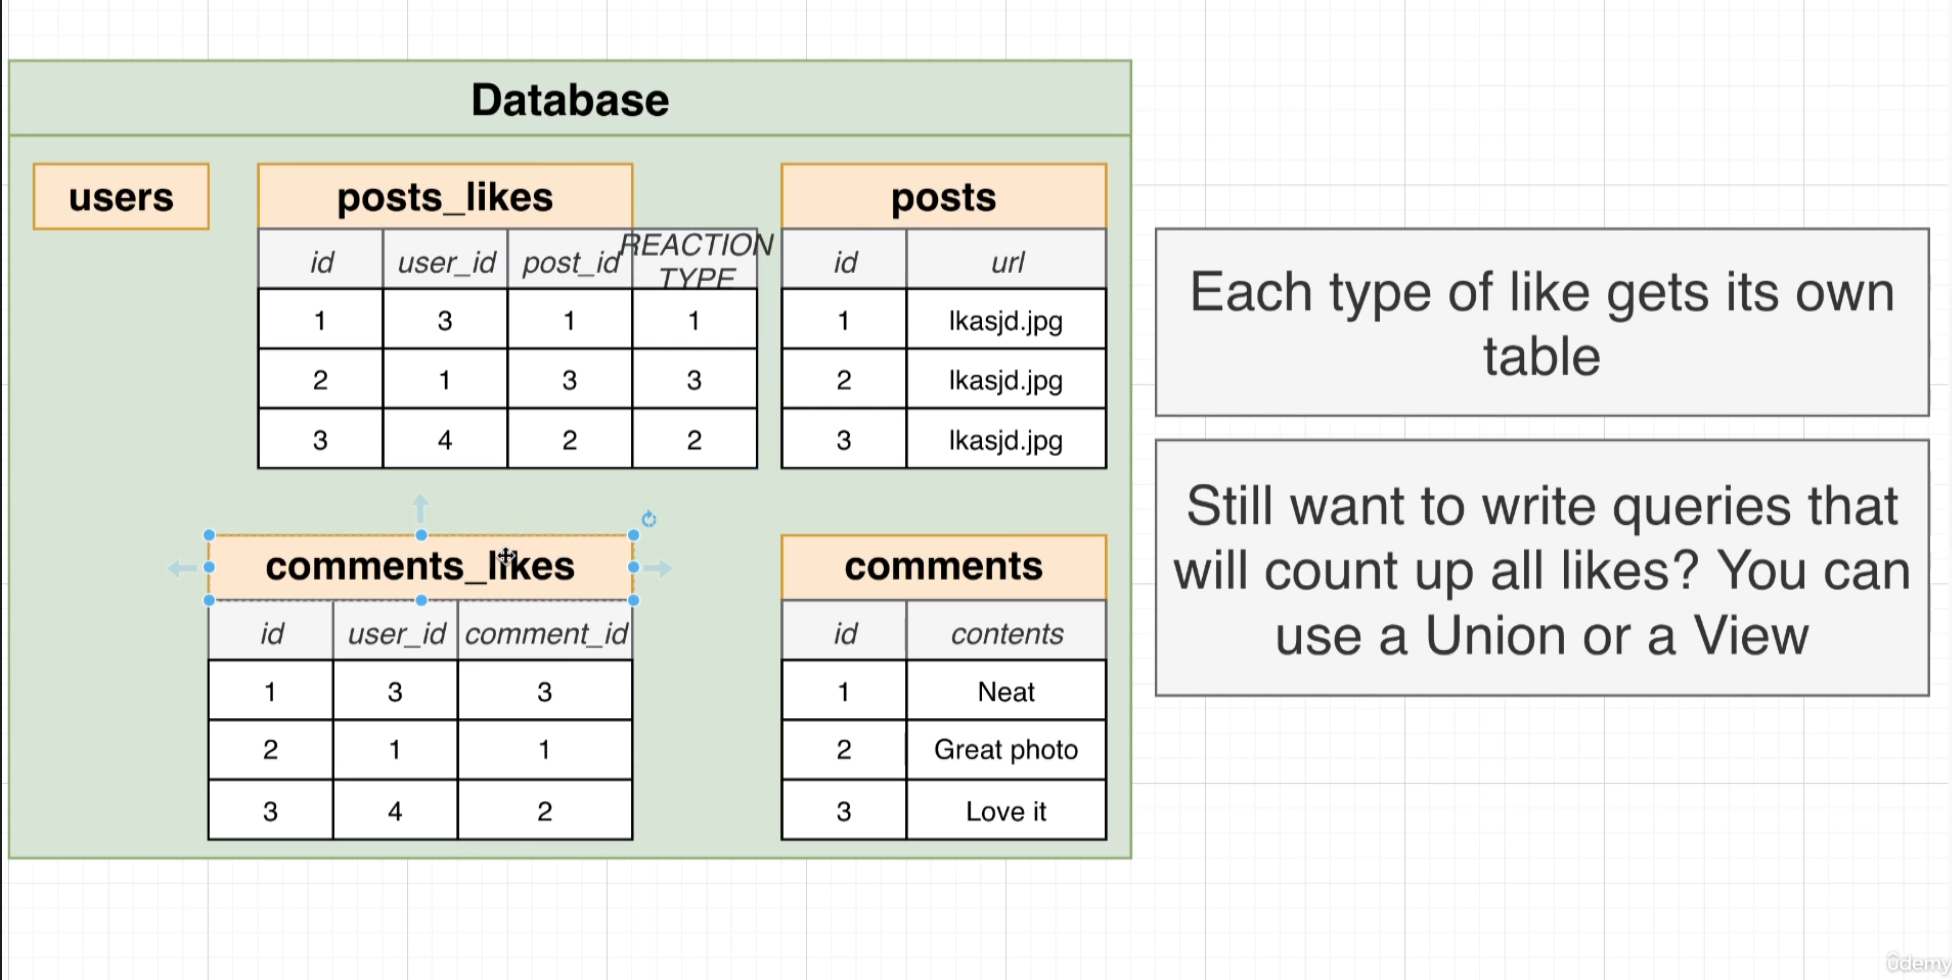 Database
users
posts_likes
id user_id post_id REACTION TYPE
1 3 1 1
2 1 3 3
3 4 2 2
posts
id url
1 lkasjd.jpg
2 lkasjd.jpg
3 lkasjd.jpg
comments_likes
id user_id comment_id
1 3 3
2 1 1
3 4 2
comments
id contents
1 Neat
2 Great photo
3 Love it
Each type of like gets its own
table
Still want to write queries that
will count up all likes? You can
use a Union or a View
ûdemy